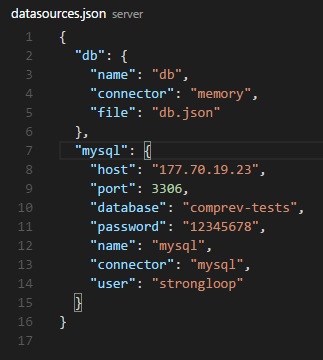 datasources.json server
1 {
2 "db": {
3 "name": "db",
4 "connector": "memory",
5 "file": "db.json"
6 },
7 "mysql": {
8 "host": "177.70.19.23",
9 "port": 3306,
10 "database": "comprev-tests",
11 "password": "12345678",
12 "name": "mysql",
13 "connector": "mysql",
14 "user": "strongloop"
15 }
16 }
17